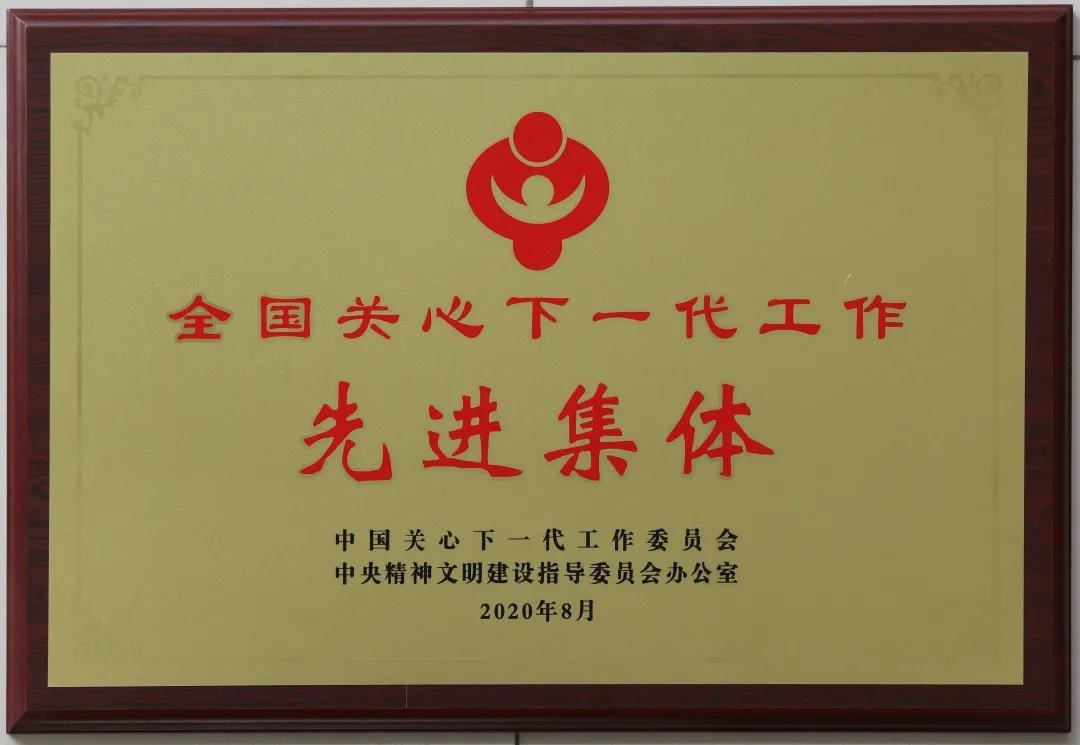 全国关心下一代工作
先进集体
中国关心下一代工作委员会
中央精神文明建设指导委员会办公室
2020年8月